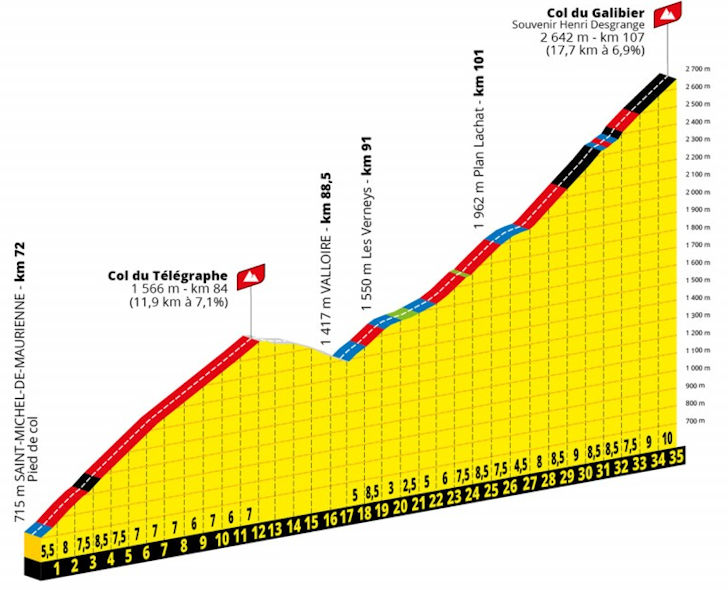 Col du Galibier
Souvenir Henri Desgrange
2 642 m - km 107
(17,7 km à 6,9%)
1 962 m Plan Lachat - km 101
1 550 m Les Verneys - km 91
1 417 m VALLOIRE - km 88,5
Col du Télégraphe
1 566 m - km 84
(11,9 km à 7,1%)
715 m SAINT-MICHEL-DE-MAURIENNE - km 72
Pied de col
2 700 m
2 600 m
2 500 m
2 400 m
2 300 m
2 200 m
2 100 m
2 000 m
1 900 m
1 800 m
1 700 m
1 600 m
1 500 m
1 400 m
1 300 m
1 200 m
1 100 m
1 000 m
900 m
800 m
700 m
5,5 8 7,5 8,5 7,5 7 7 7 6 7 6 7 5 8,5 3 2,5 5 6 7,5 8,5 7,5 4,5 8 8,5 9 8,5 8,5 7,5 9 10
1 2 3 4 5 6 7 8 9 10 11 12 13 14 15 16 17 18 19 20 21 22 23 24 25 26 27 28 29 30 31 32 33 34 35